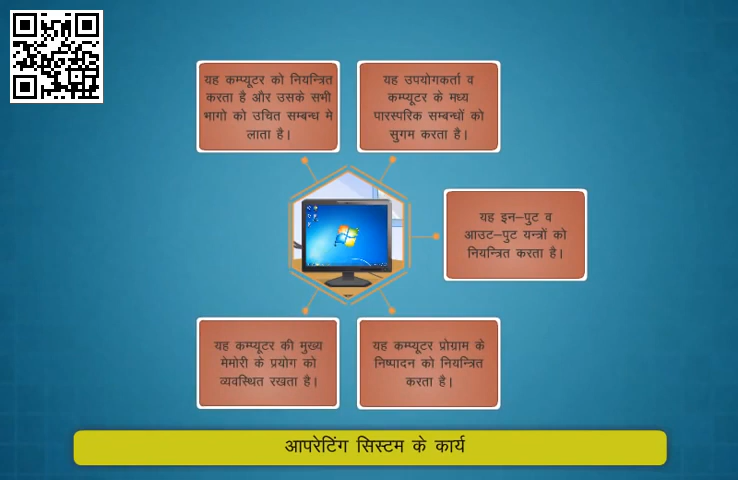 यह कम्प्यूटर को नियन्त्रित
करता है और उसके सभी
भागो को उचित सम्बन्ध मे
लाता है।
यह उपयोगकर्ता व
कम्प्यूटर के मध्य
पारस्परिक सम्बन्धों को
सुगम करता है।
यह इन–पुट व
आउट–पुट यन्त्रों को
नियन्त्रित करता है।
यह कम्प्यूटर की मुख्य
मेमोरी के प्रयोग को
व्यवस्थित रखता है।
यह कम्प्यूटर प्रोग्राम के
निष्पादन को नियन्त्रित
करता है।
आपरेटिंग सिस्टम के कार्य